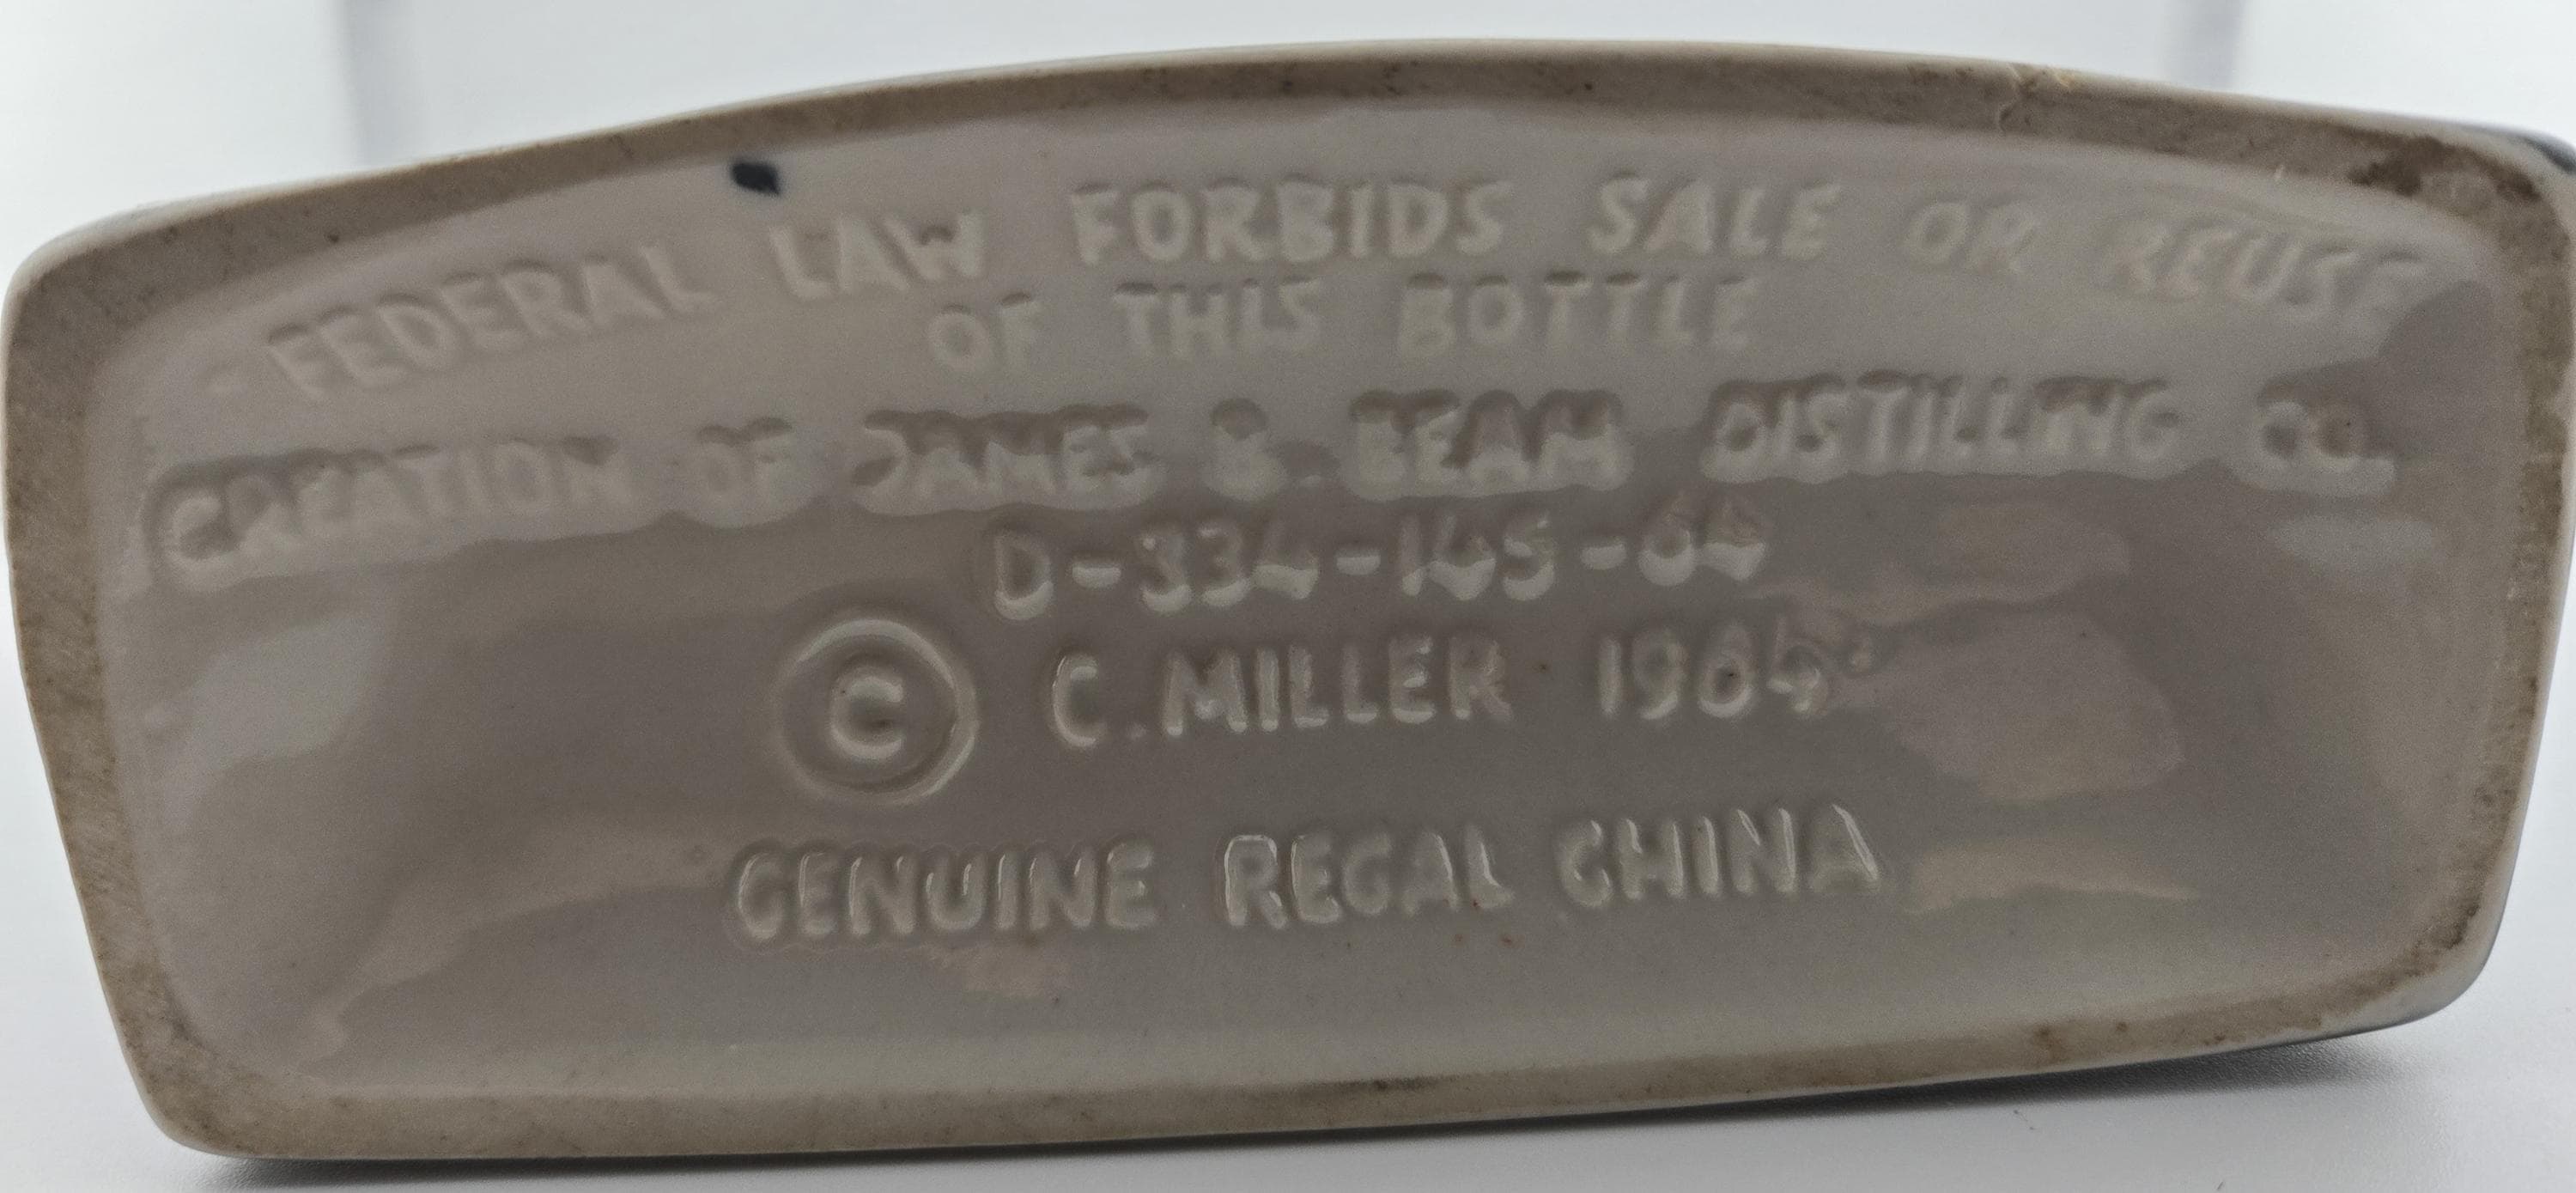 FEDERAL LAW FORBIDS SALE OR REUSE
OF THIS BOTTLE
CREATION OF JAMES B. BEAM DISTILLING CO.
D-334-165-64
© C. MILLER 1964
GENUINE REGAL CHINA